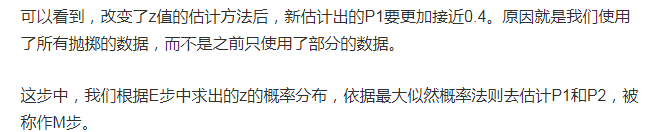 可以看到，改变了z值的估计方法后，新估计出的P1要更加接近0.4。原因就是我们使用
了所有抛掷的数据，而不是之前只使用了部分的数据。
这步中，我们根据E步中求出的z的概率分布，依据最大似然概率法则去估计P1和P2，被
称作M步。